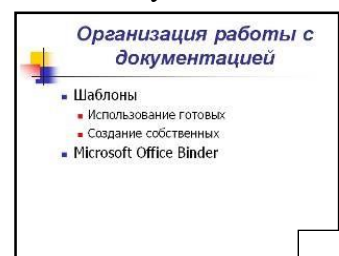 Организация работы с
документацией
Шаблоны
Использование готовых
Создание собственных
Microsoft Office Binder